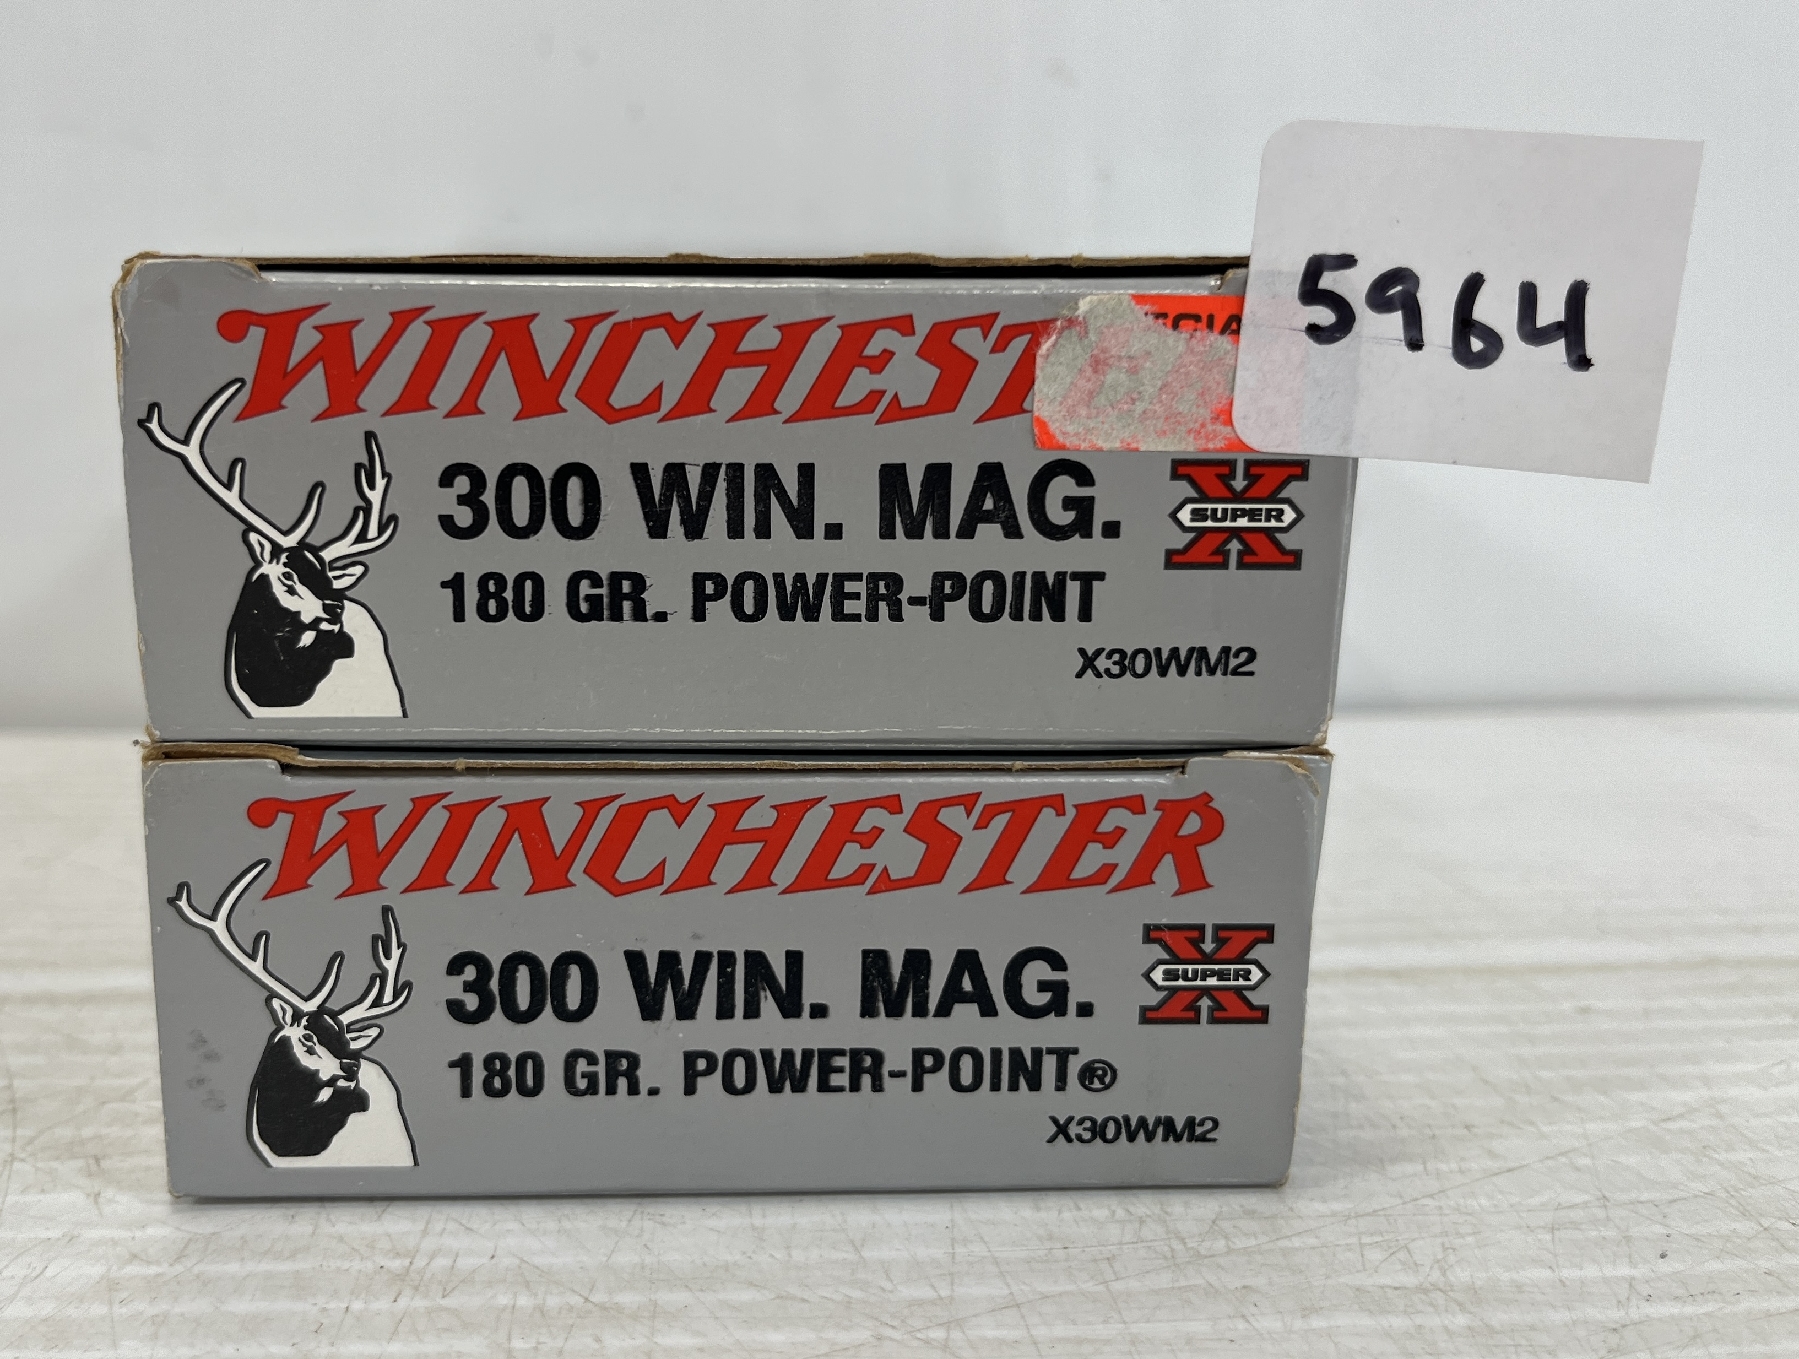 5964
WINCHEST
300 WIN. MAG.
X
SUPER
180 GR. POWER-POINT
X30WM2
WINCHESTER
300 WIN. MAG.
X
SUPER
180 GR. POWER-POINT®
X30WM2